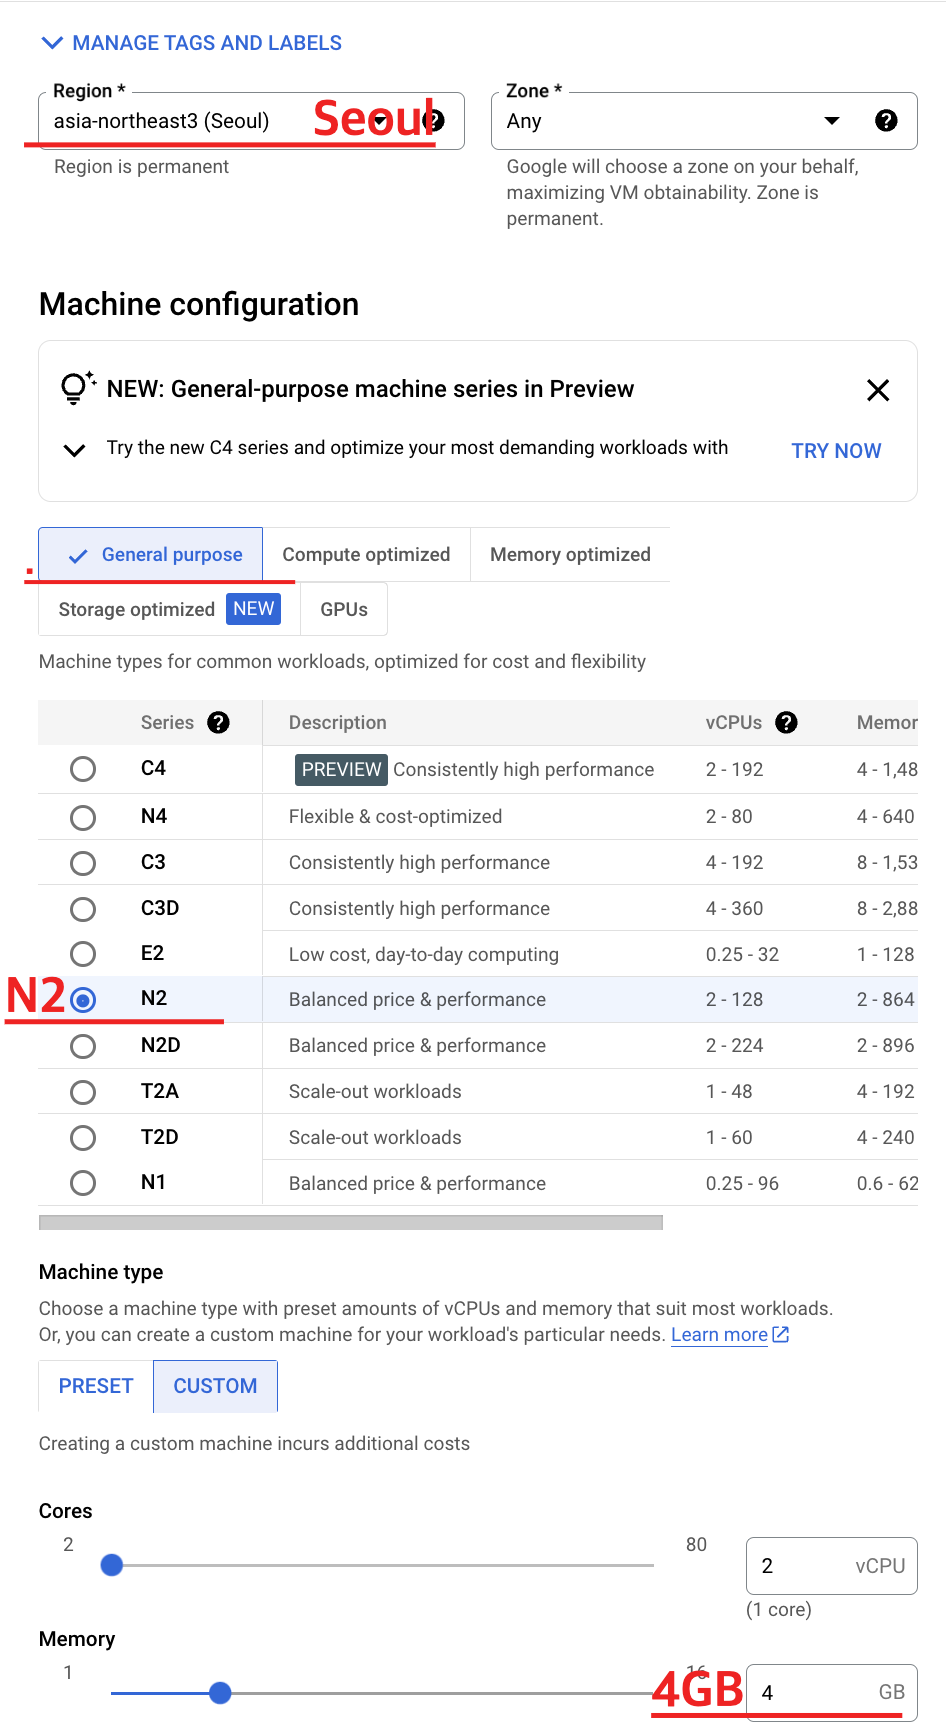 MANAGE TAGS AND LABELS
Region *
asia-northeast3 (Seoul)
Seoul
Region is permanent
Zone *
Any
Google will choose a zone on your behalf,
maximizing VM obtainability. Zone is
permanent.
Machine configuration
NEW: General-purpose machine series in Preview
Try the new C4 series and optimize your most demanding workloads with
TRY NOW
General purpose
Compute optimized
Memory optimized
Storage optimized NEW
GPUs
Machine types for common workloads, optimized for cost and flexibility
Series Description vCPUs Memor
C4 PREVIEW Consistently high performance 2 - 192 4 - 1,48
N4 Flexible & cost-optimized 2 - 80 4 - 640
C3 Consistently high performance 4 - 192 8 - 1,53
C3D Consistently high performance 4 - 360 8 - 2,88
E2 Low cost, day-to-day computing 0.25 - 32 1 - 128
N2 N2 Balanced price & performance 2 - 128 2 - 864
N2D Balanced price & performance 2 - 224 2 - 896
T2A Scale-out workloads 1 - 48 4 - 192
T2D Scale-out workloads 1 - 60 4 - 240
N1 Balanced price & performance 0.25 - 96 0.6 - 62
Machine type
Choose a machine type with preset amounts of vCPUs and memory that suit most workloads.
Or, you can create a custom machine for your workload's particular needs. Learn more
PRESET
CUSTOM
Creating a custom machine incurs additional costs
Cores
2
80
2 vCPU
(1 core)
Memory
1
16
4GB
4 GB